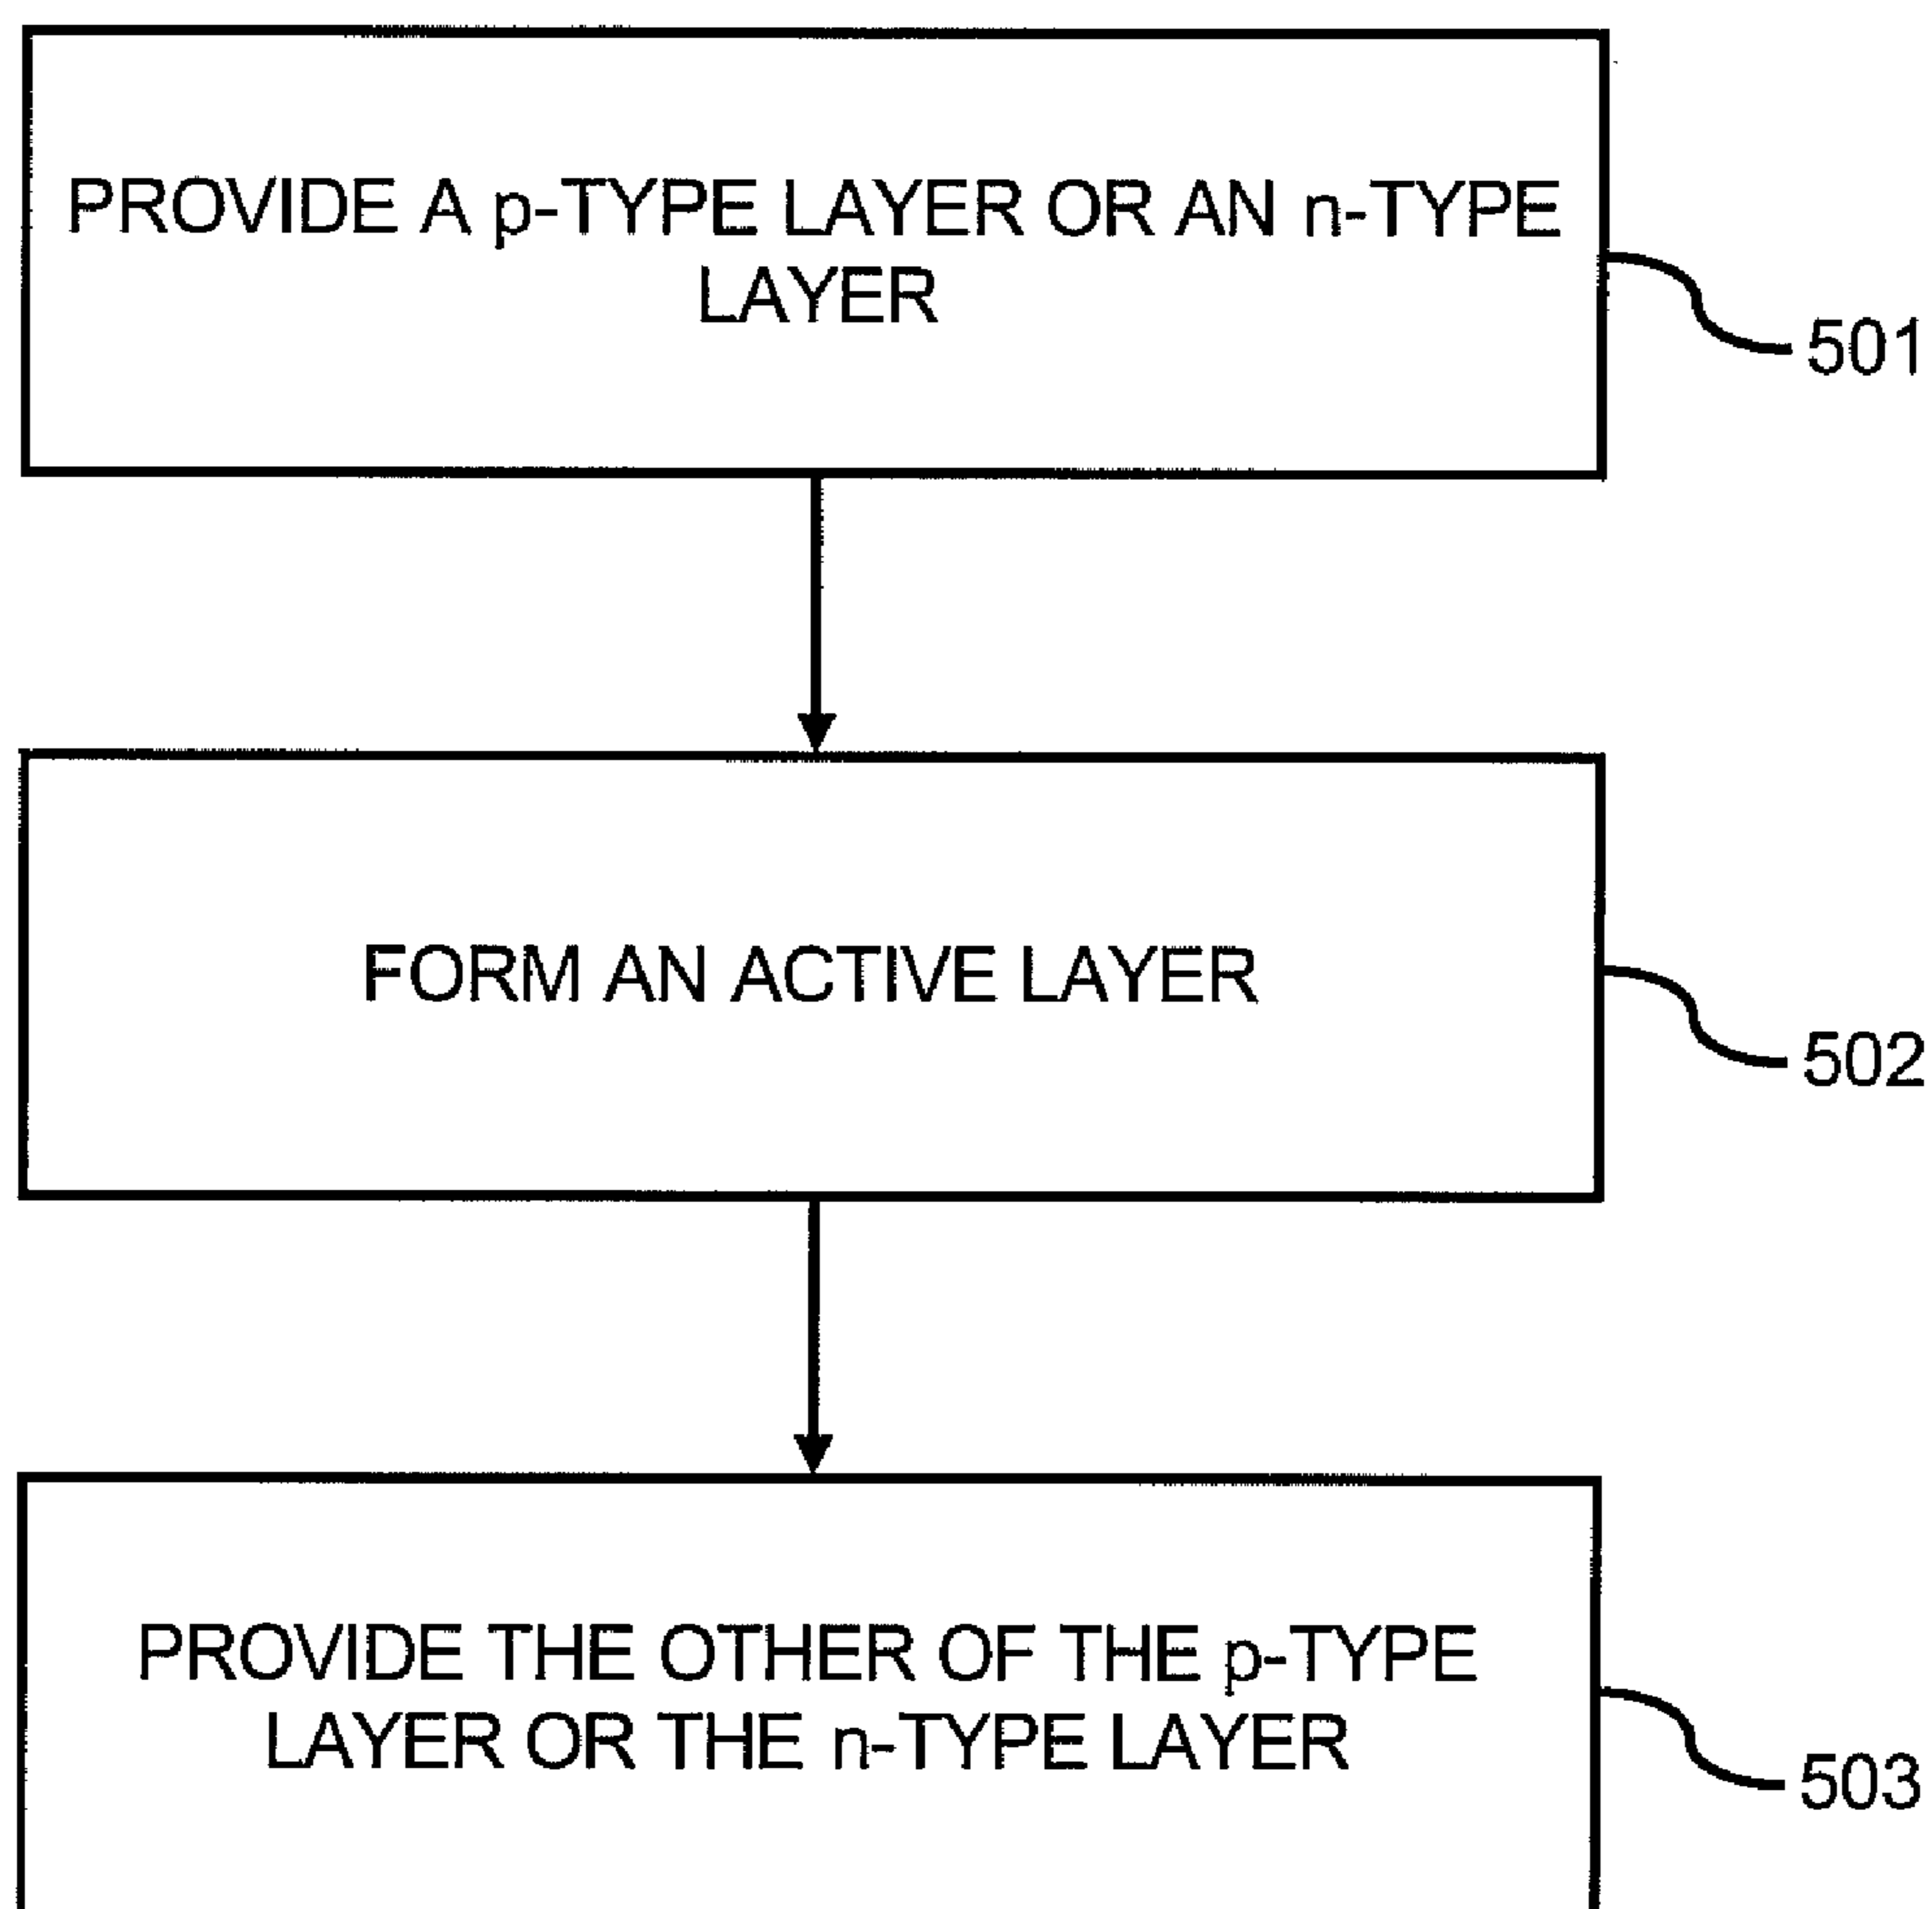 PROVIDE A p-TYPE LAYER OR AN n-TYPE
LAYER
501
FORM AN ACTIVE LAYER
502
PROVIDE THE OTHER OF THE p-TYPE
LAYER OR THE n-TYPE LAYER
503